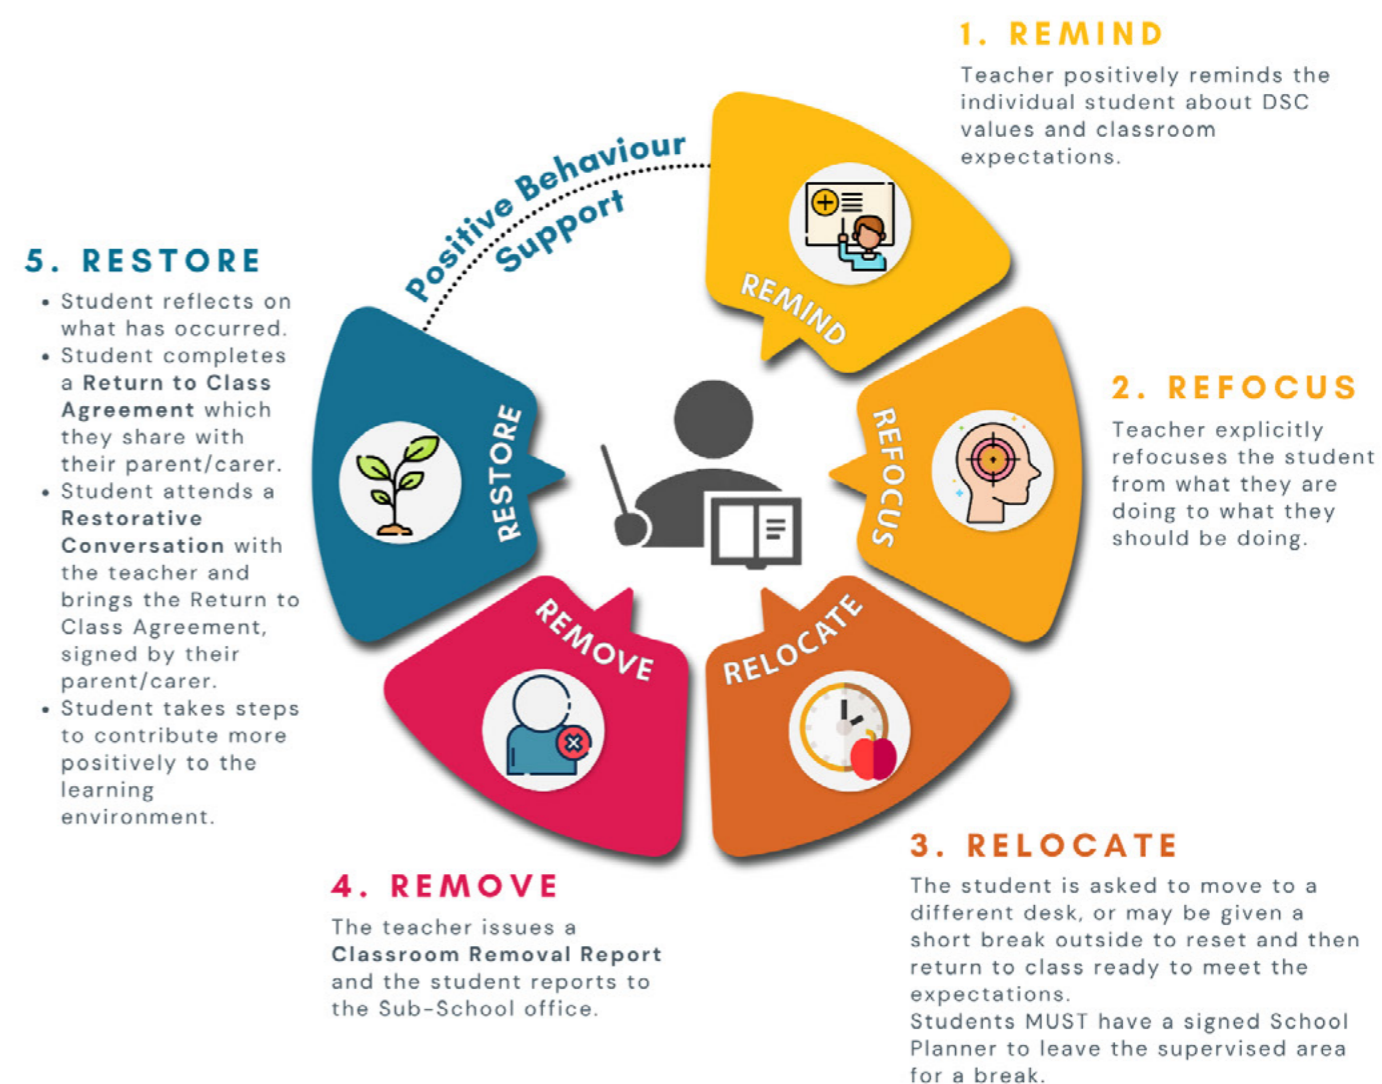 1. REMIND
Teacher positively reminds the
individual student about DSC
values and classroom
expectations.
Positive Behaviour
Support
REMIND
REFOCUS
RELOCATE
REMOVE
RESTORE
2. REFOCUS
Teacher explicitly
refocuses the student
from what they are
doing to what they
should be doing.
3. RELOCATE
The student is asked to move to a
different desk, or may be given a
short break outside to reset and then
return to class ready to meet the
expectations.
Students MUST have a signed School
Planner to leave the supervised area
for a break.
4. REMOVE
The teacher issues a
Classroom Removal Report
and the student reports to
the Sub-School office.
5. RESTORE
• Student reflects on
what has occurred.
• Student completes
a Return to Class
Agreement which
they share with
their parent/carer.
• Student attends a
Restorative
Conversation with
the teacher and
brings the Return to
Class Agreement,
signed by their
parent/carer.
• Student takes steps
to contribute more
positively to the
learning
environment.